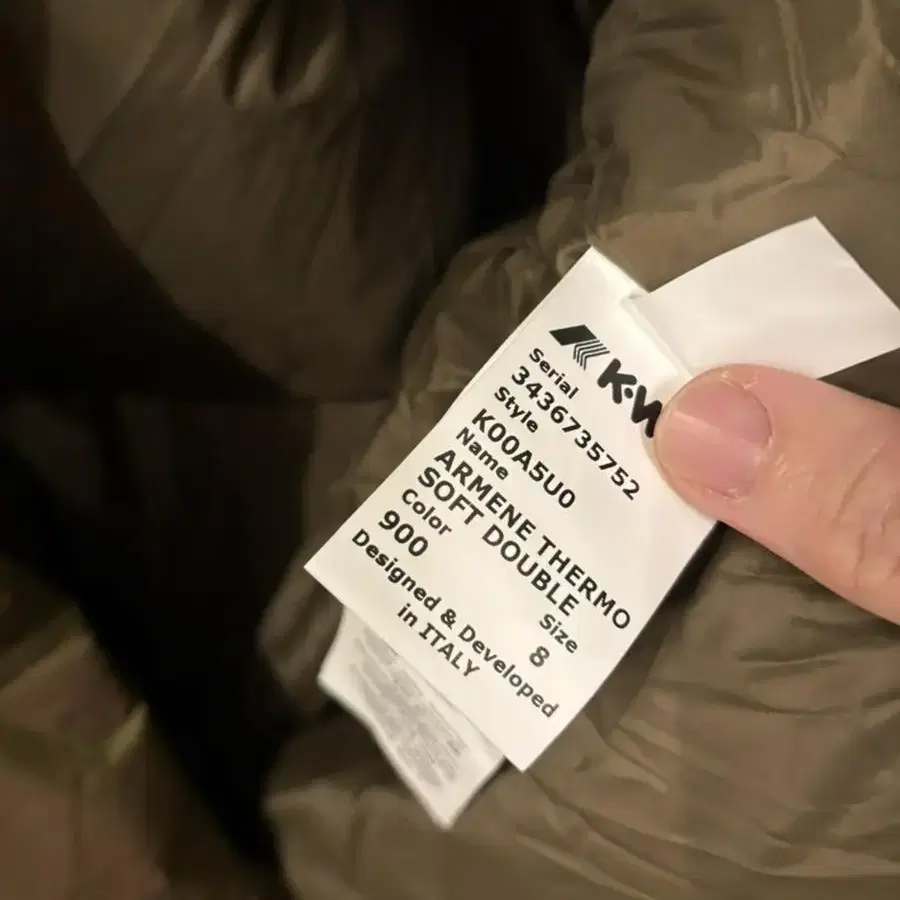 K·W
Serial
3436735752
Style
K00A5U0
Name
ARMENE THERMO
SOFT DOUBLE
Color Size
900 8
Designed & Developed
in ITALY